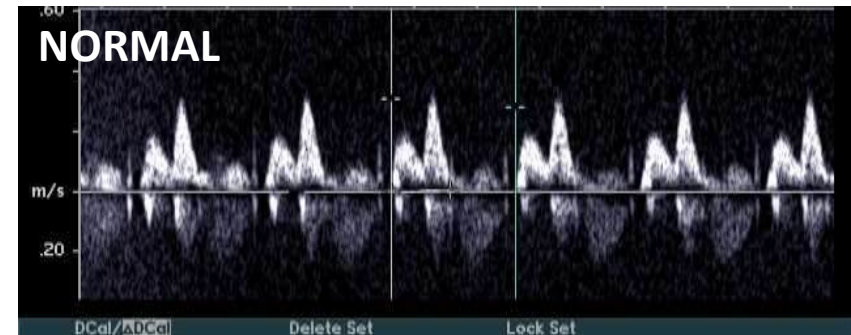 .60
NORMAL
m/s
.20
DCal/ΔDCal Delete Set Lock Set